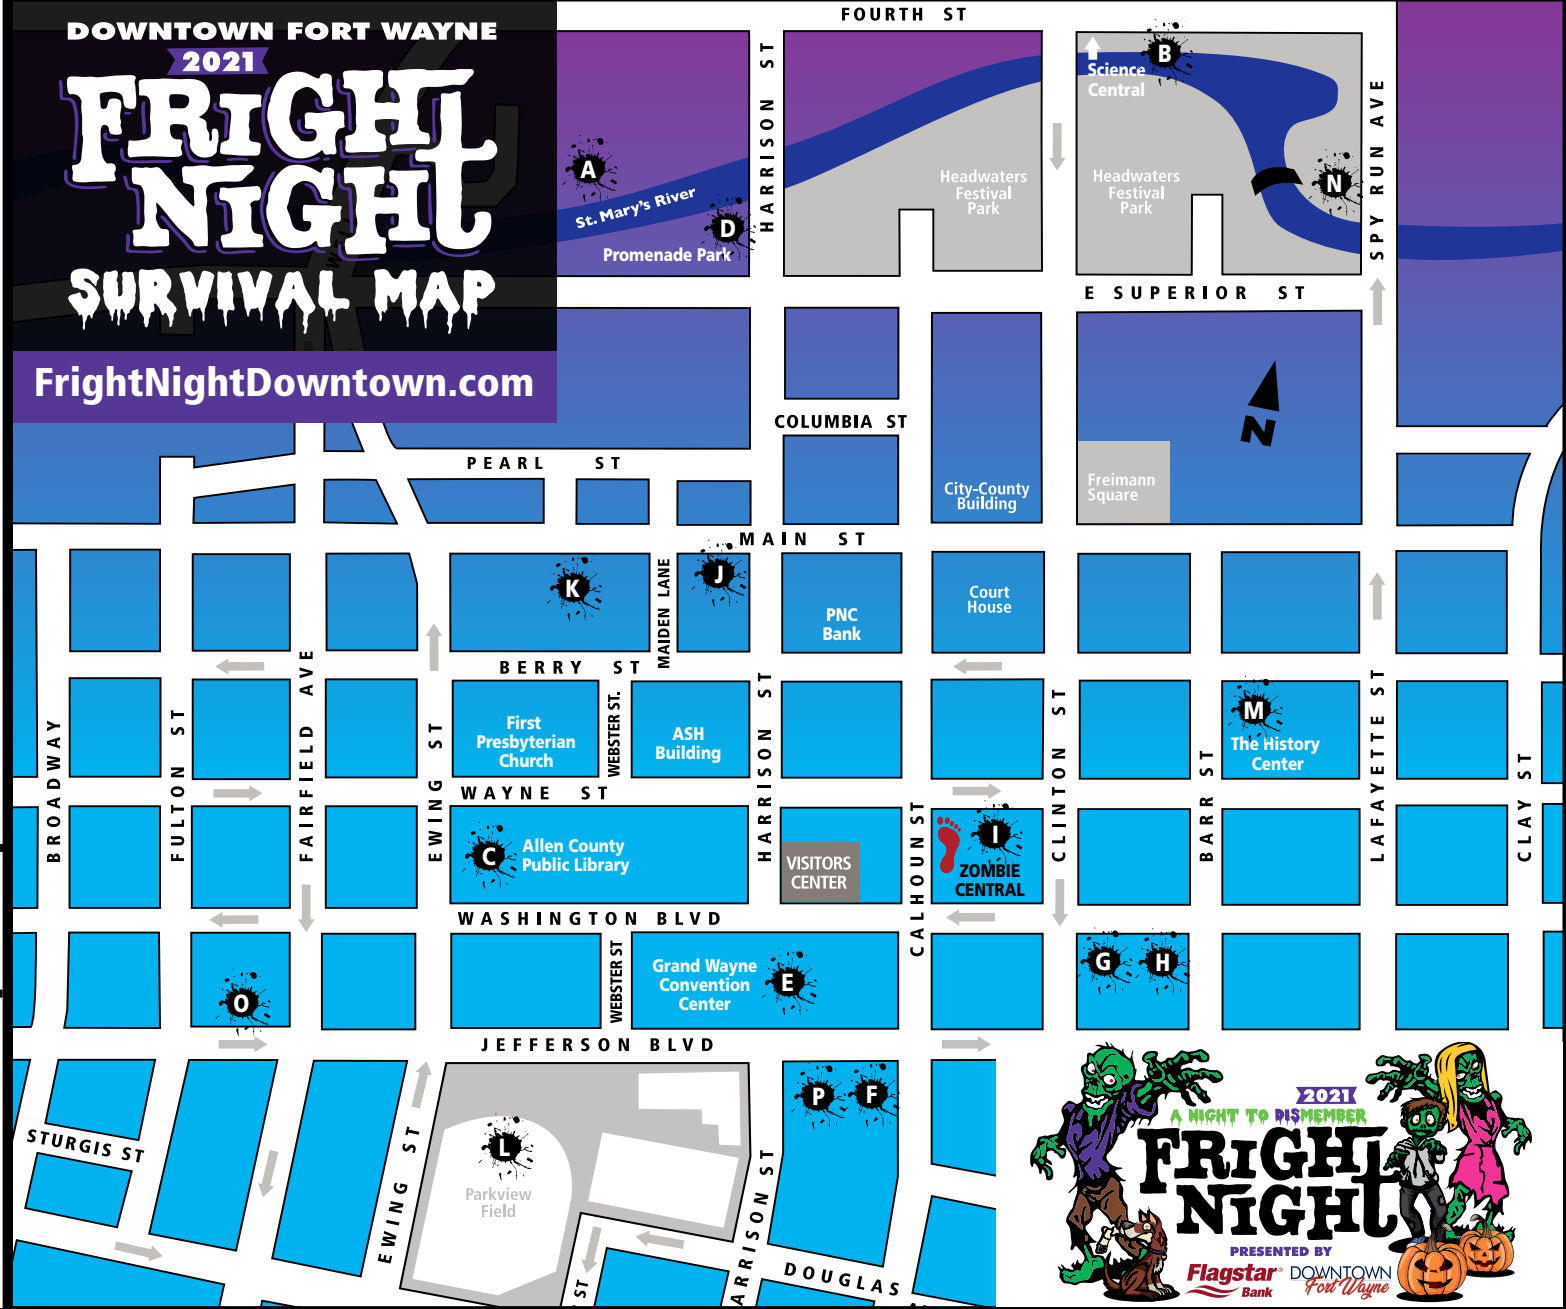 DOWNTOWN FORT WAYNE
2021
FRIGHT
NIGHT
SURVIVAL MAP
FrightNightDowntown.com
FOURTH ST
HARRISON ST
SPY RUN AVE
A
B
D
N
St. Mary's River
Promenade Park
Science
Central
Headwaters
Festival
Park
Headwaters
Festival
Park
E SUPERIOR ST
COLUMBIA ST
PEARL ST
City-County
Building
Freimann
Square
N
MAIN ST
K
J
MAIDEN LANE
PNC
Bank
Court
House
BERRY ST
BROADWAY
FULTON ST
FAIRFIELD AVE
EWING ST
First
Presbyterian
Church
WEBSTER ST.
ASH
Building
HARRISON ST
CLINTON ST
BARR ST
M
The History
Center
LAFAYETTE ST
CLAY ST
WAYNE ST
C
Allen County
Public Library
VISITORS
CENTER
CALHOUN ST
I
ZOMBIE
CENTRAL
WASHINGTON BLVD
O
WEBSTER ST
Grand Wayne
Convention
Center
E
G
H
JEFFERSON BLVD
STURGIS ST
EWING ST
L
Parkview
Field
P
F
ARRISON ST
ST
DOUGLAS
2021
A NIGHT TO DISMEMBER
FRIGHT
NIGHT
PRESENTED BY
Flagstar
Bank
DOWNTOWN
Fort Wayne